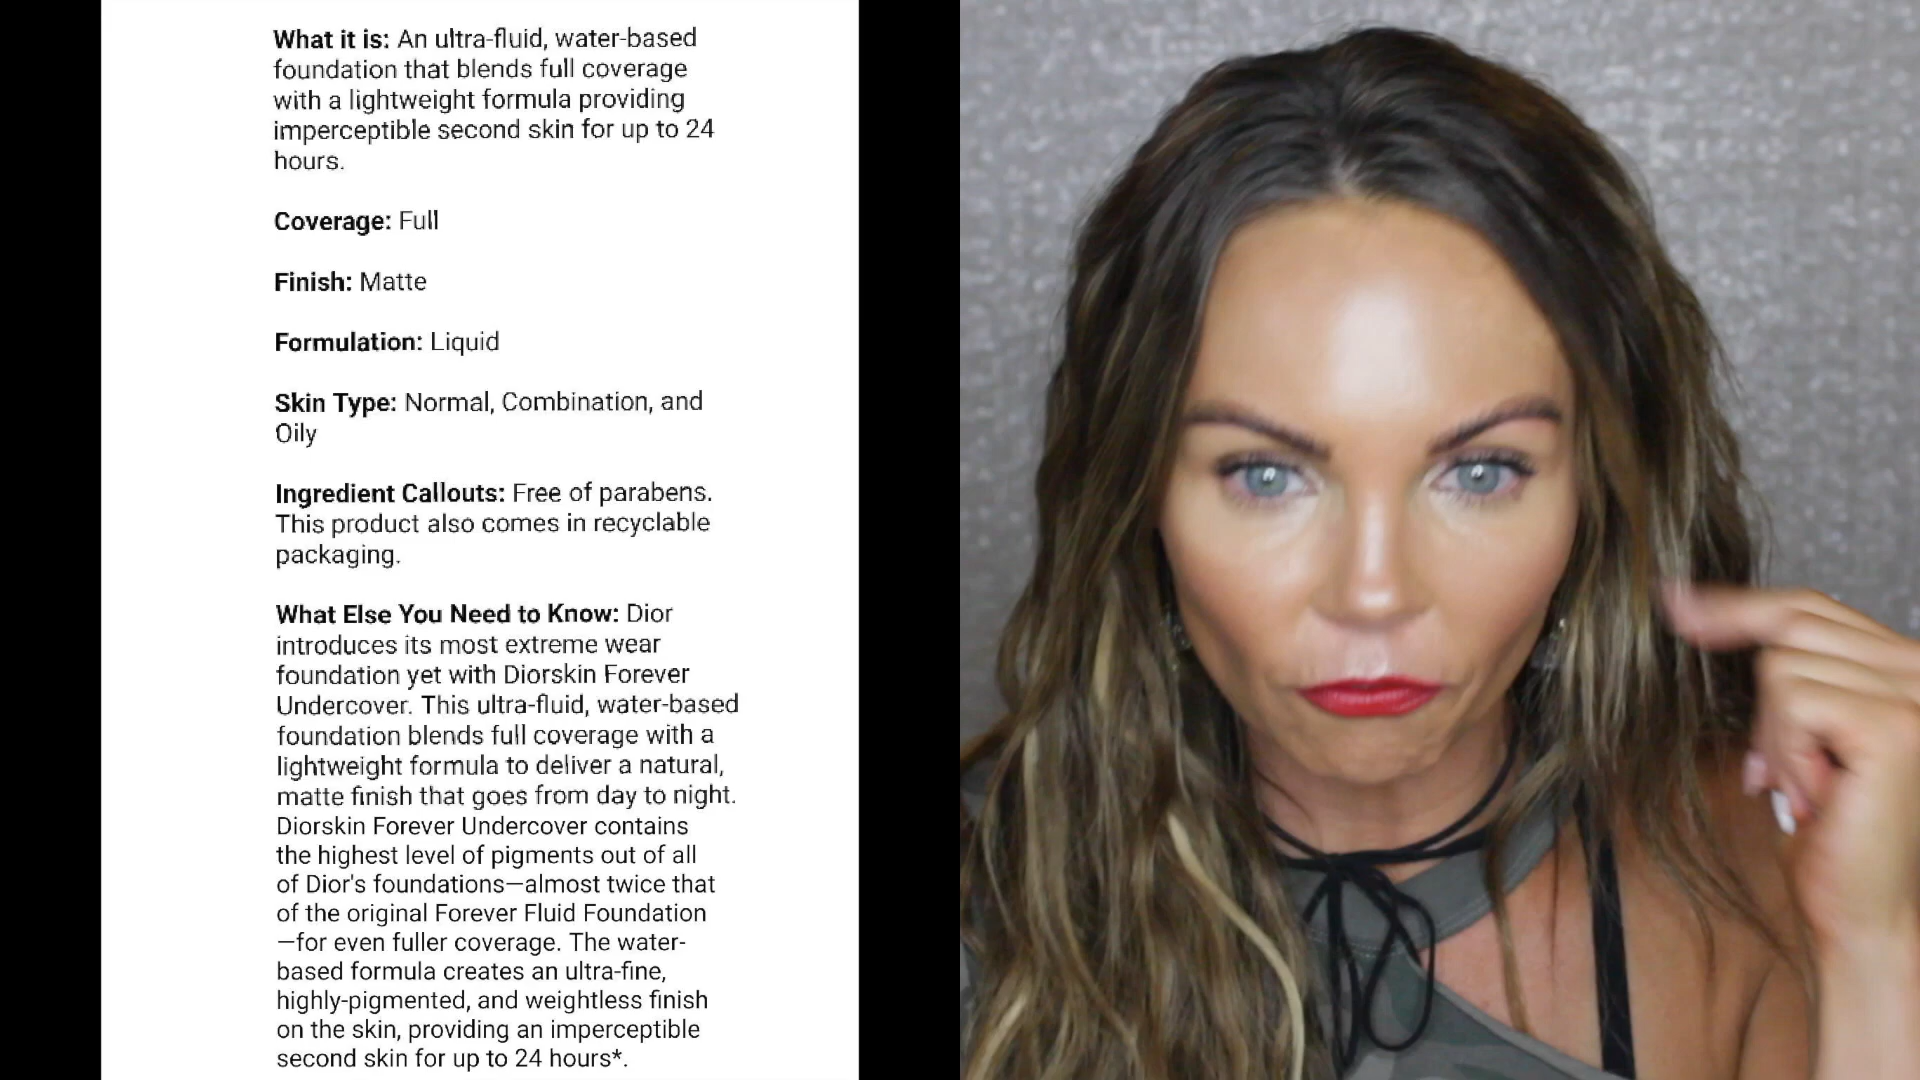 What it is: An ultra-fluid, water-based
foundation that blends full coverage
with a lightweight formula providing
imperceptible second skin for up to 24
hours.
Coverage: Full
Finish: Matte
Formulation: Liquid
Skin Type: Normal, Combination, and
Oily
Ingredient Callouts: Free of parabens.
This product also comes in recyclable
packaging.
What Else You Need to Know: Dior
introduces its most extreme wear
foundation yet with Diorskin Forever
Undercover. This ultra-fluid, water-based
foundation blends full coverage with a
lightweight formula to deliver a natural,
matte finish that goes from day to night.
Diorskin Forever Undercover contains
the highest level of pigments out of all
of Dior's foundations—almost twice that
of the original Forever Fluid Foundation
—for even fuller coverage. The water-
based formula creates an ultra-fine,
highly-pigmented, and weightless finish
on the skin, providing an imperceptible
second skin for up to 24 hours*.